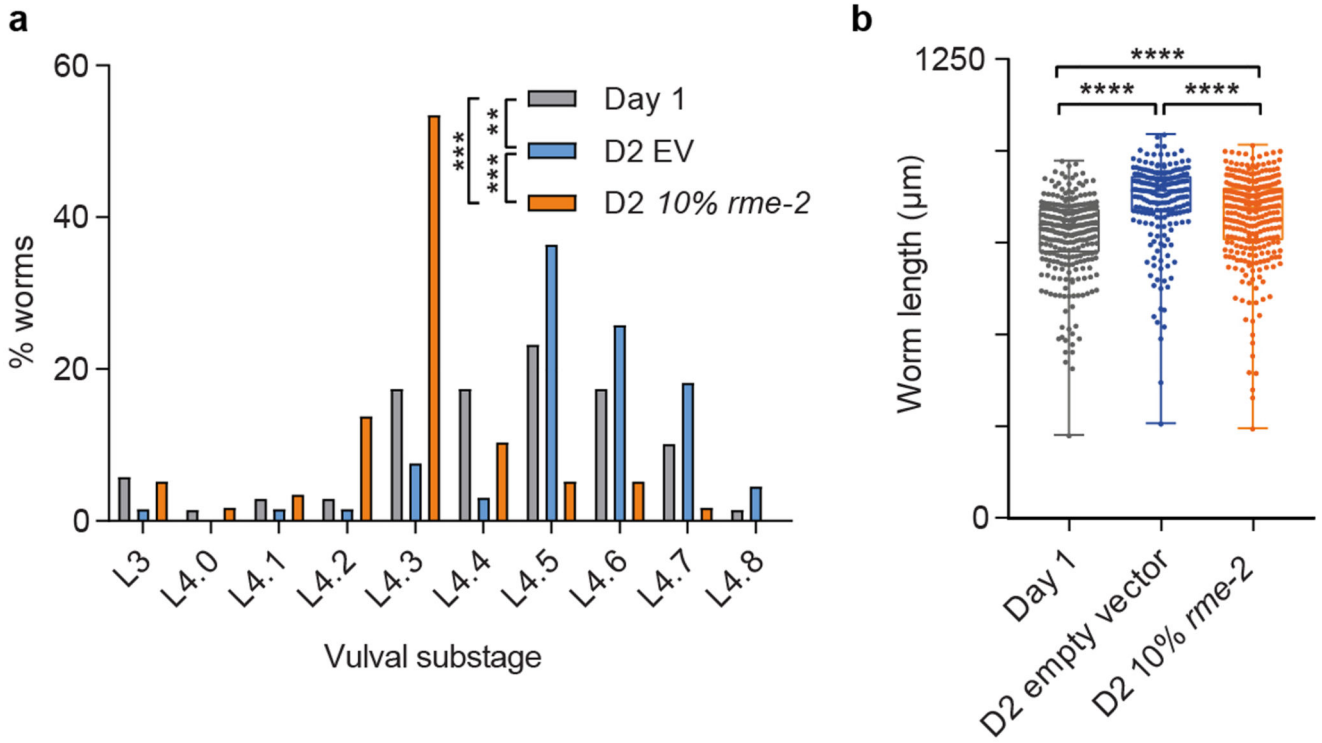 a
60
40
20
0
% worms
Day 1
D2 EV
D2 10% rme-2
**
***
***
L3
L4.0
L4.1
L4.2
L4.3
L4.4
L4.5
L4.6
L4.7
L4.8
Vulval substage
b
1250
0
Worm length (µm)
****
****
****
Day 1
D2 empty vector
D2 10% rme-2